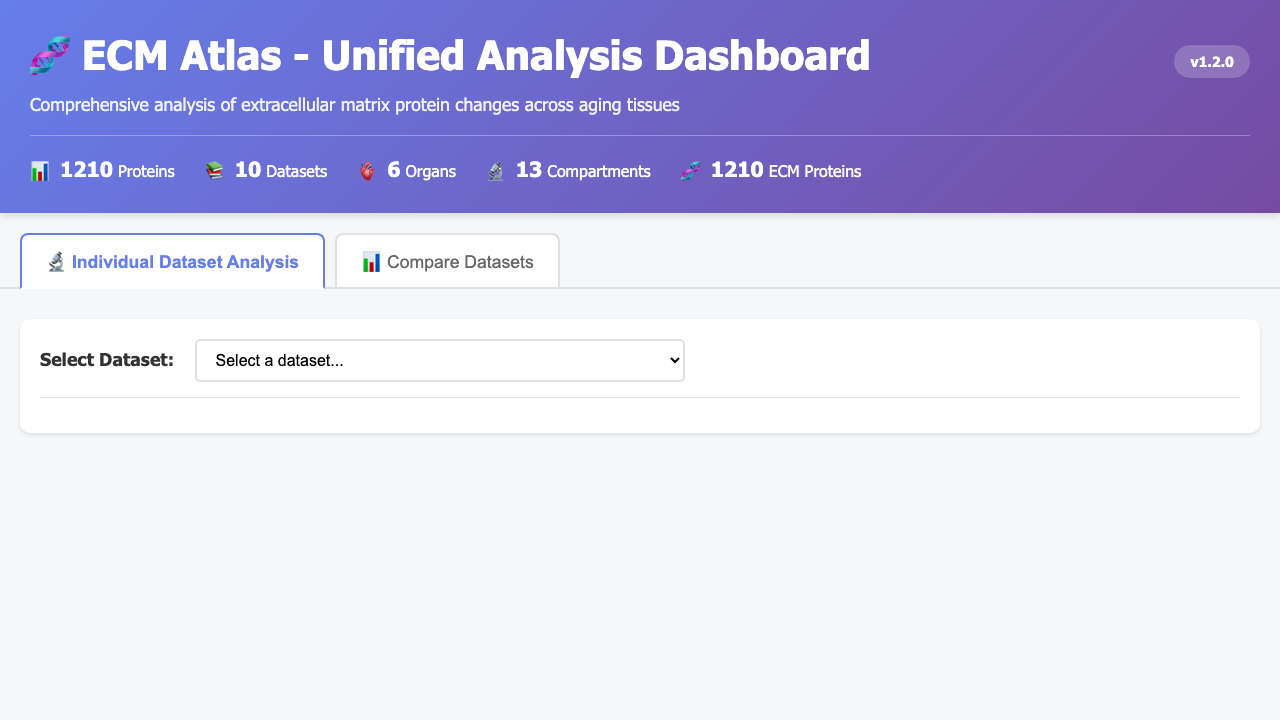 ECM Atlas - Unified Analysis Dashboard
v1.2.0
Comprehensive analysis of extracellular matrix protein changes across aging tissues
1210 Proteins 10 Datasets 6 Organs 13 Compartments 1210 ECM Proteins
Individual Dataset Analysis Compare Datasets
Select Dataset: Select a dataset...